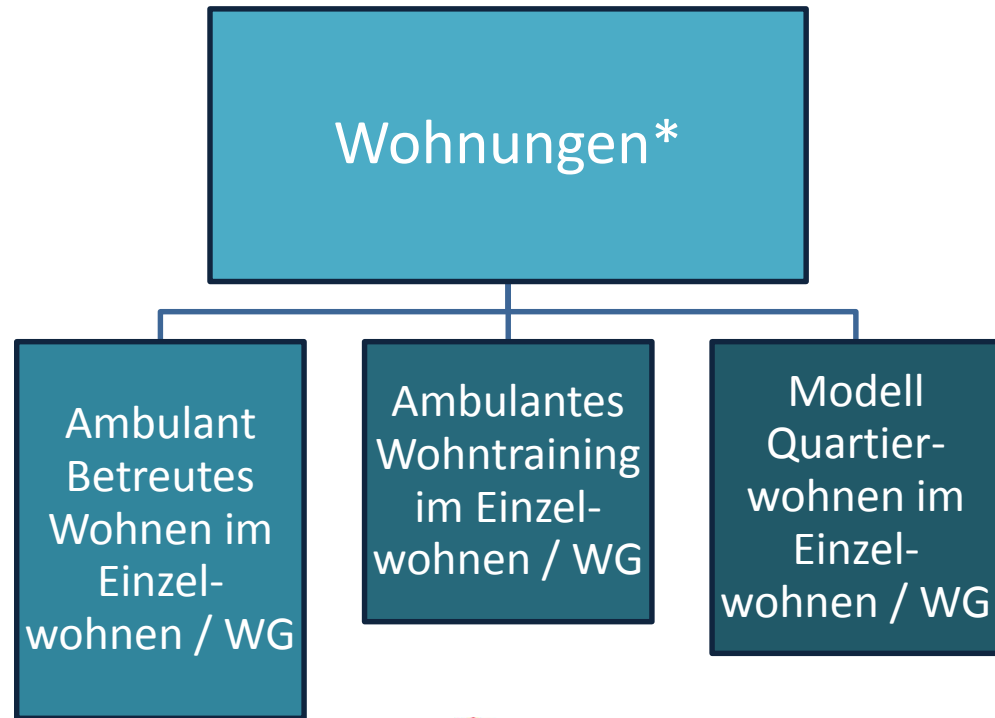 Wohnungen*
Ambulant
Betreutes
Wohnen im
Einzel-
wohnen / WG
Ambulantes
Wohntraining
im Einzel-
wohnen / WG
Modell
Quartier-
wohnen im
Einzel-
wohnen / WG